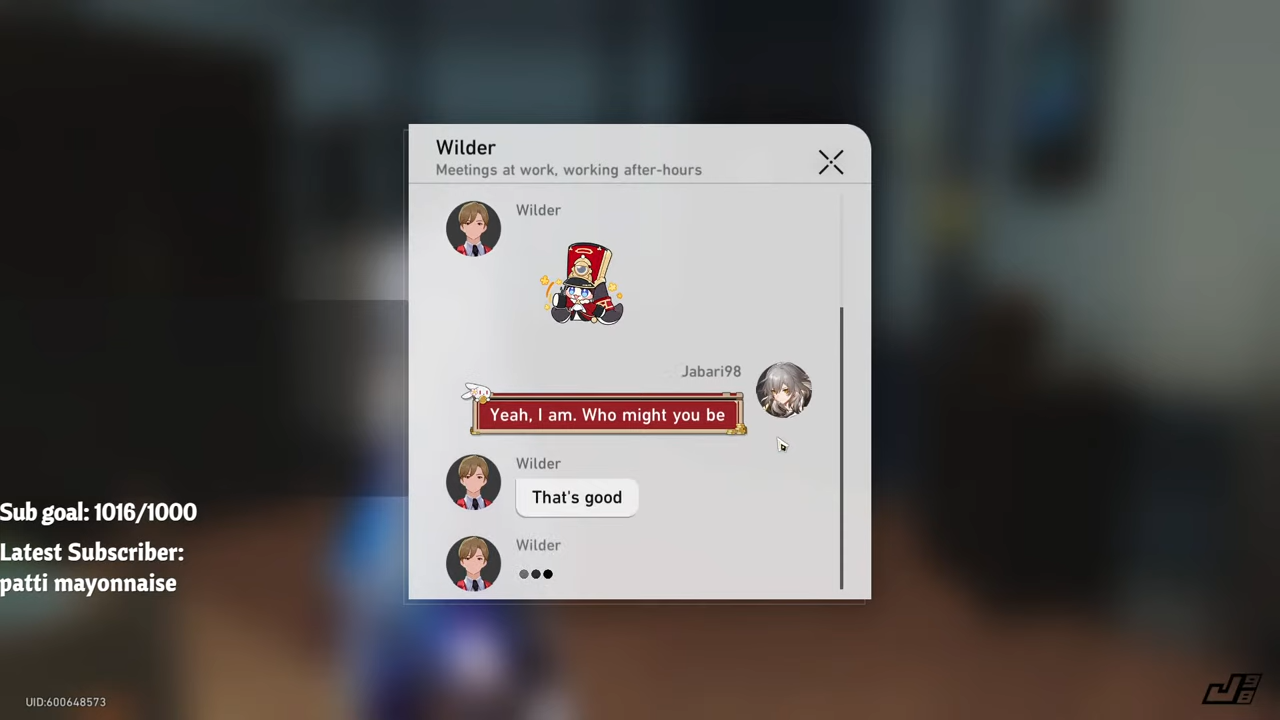 Wilder
Meetings at work, working after-hours
Wilder
Jabari98
Yeah, I am. Who might you be
Wilder
That's good
Wilder
Sub goal: 1016/1000
Latest Subscriber:
patti mayonnaise
UID:600648573
J98